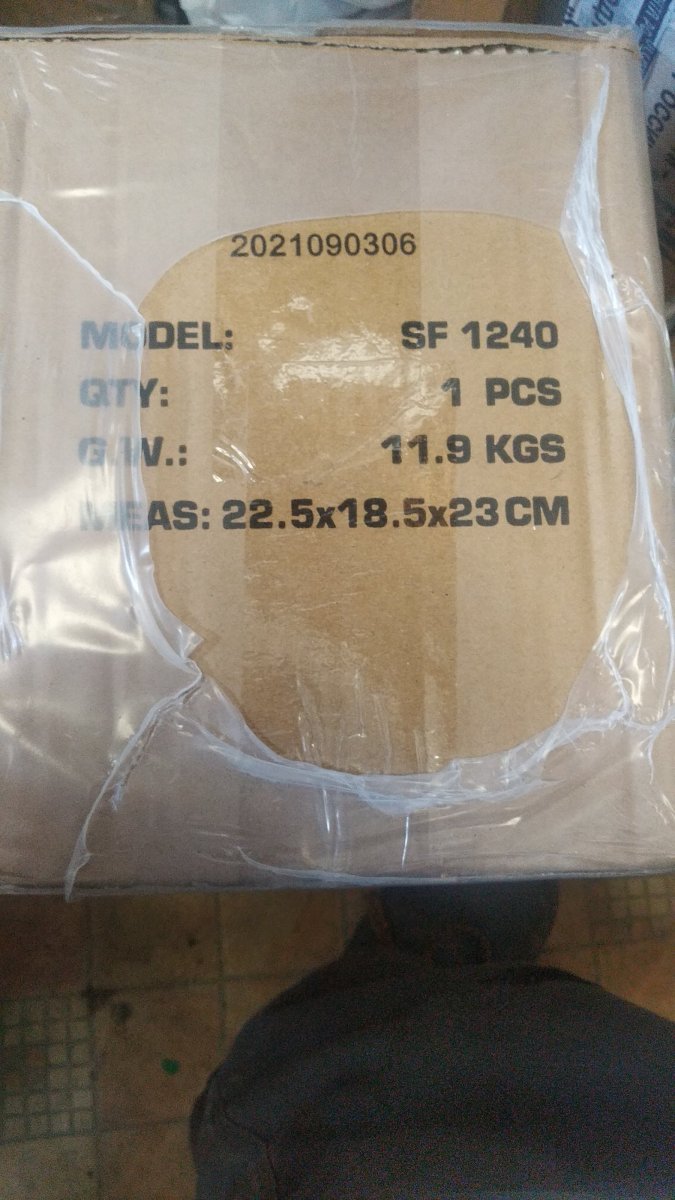 2021090306
MODEL: SF 1240
QTY: 1 PCS
G.W.: 11.9 KGS
MEAS: 22.5x18.5x23CM